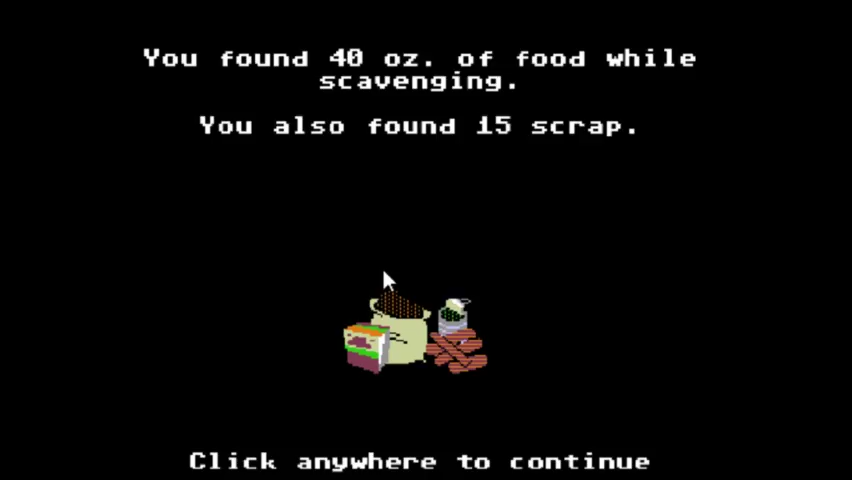 You found 40 oz. of food while
scavenging.
You also found 15 scrap.
Click anywhere to continue